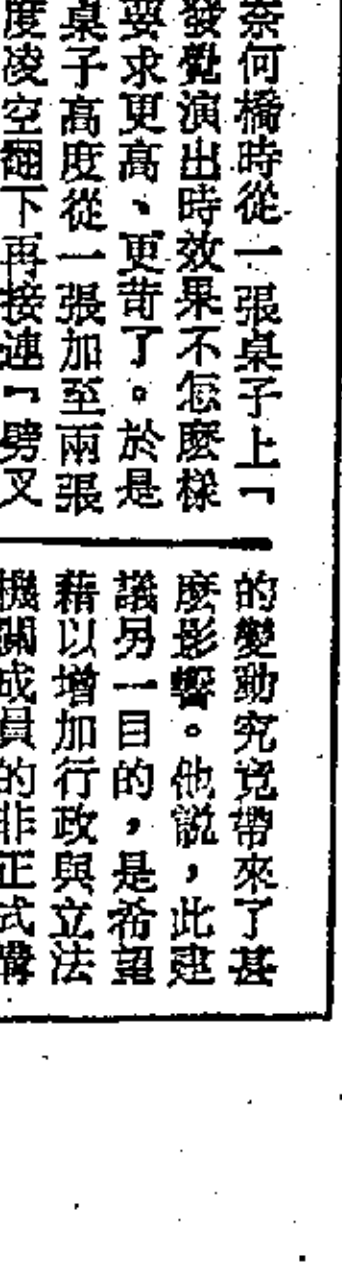 奈何橋時從一張桌子上「
發覺演出時效果不怎麽樣
要求更高、更苛了。於是
桌子高度從一張加至兩張
度凌空翻下再接連「劈叉
的變動究竟帶來了甚
麽影響。他說，此建
議另一目的，是希望
藉以增加行政與立法
機關成員的非正式溝